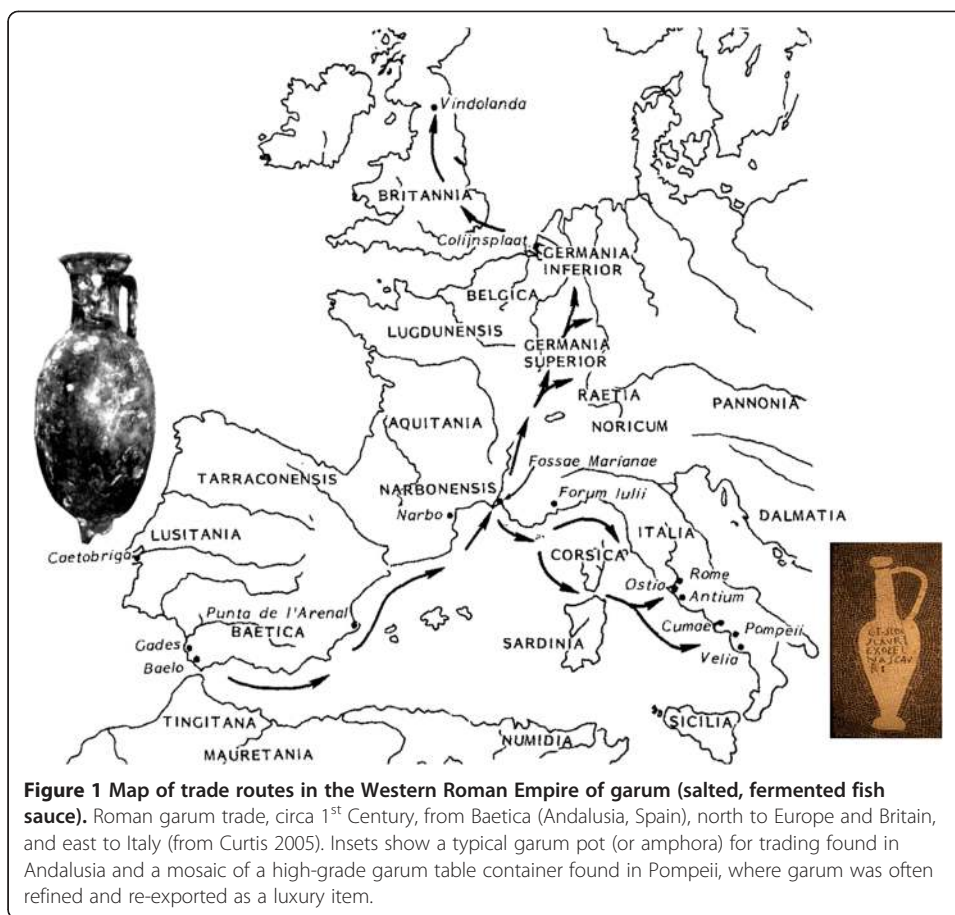 Vindolanda
BRITANNIA
Colijnsplaat
GERMANIA
INFERIOR
BELGICA
LUGDUNENSIS
GERMANIA
SUPERIOR
RAETIA
PANNONIA
NORICUM
AQUITANIA
Fossae Marianae
TARRACONENSIS
NARBONENSIS
Narbo
Forum Iulii
ITALIA
DALMATIA
LUSITANIA
Caetobriga
CORSICA
Ostia
Rome
Antium
Punta de l'Arenal
BAETICA
Gades
Baelo
Cumae
Pompeii
SARDINIA
Velia
TINGITANA
SICILIA
NUMIDIA
MAURETANIA
SCAVRI
Figure 1 Map of trade routes in the Western Roman Empire of garum (salted, fermented fish
sauce). Roman garum trade, circa 1st Century, from Baetica (Andalusia, Spain), north to Europe and Britain,
and east to Italy (from Curtis 2005). Insets show a typical garum pot (or amphora) for trading found in
Andalusia and a mosaic of a high-grade garum table container found in Pompeii, where garum was often
refined and re-exported as a luxury item.